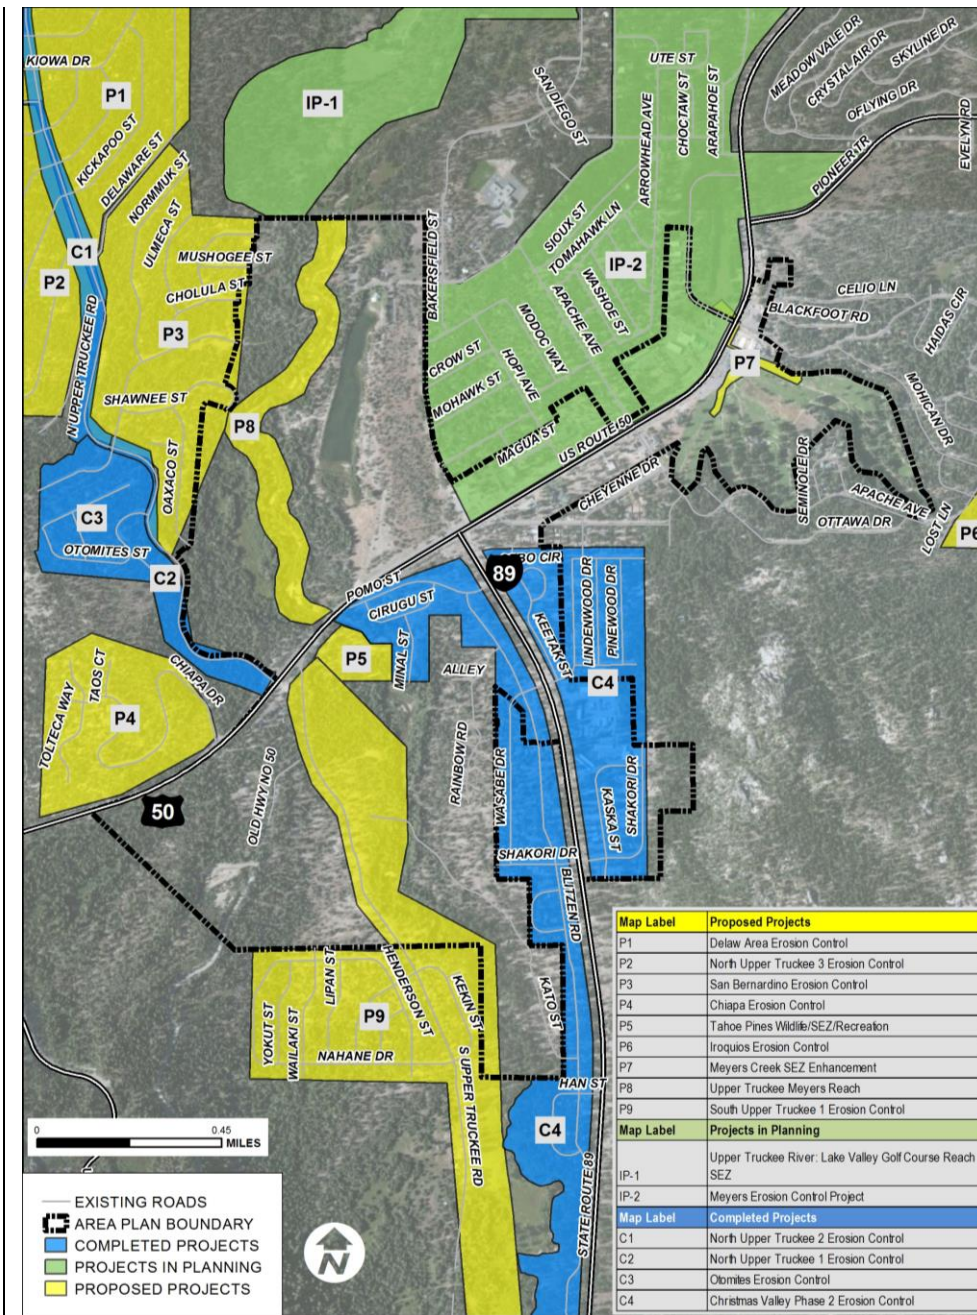 KIOWA DR
P1
KICKAPOO ST
DELAWARE ST
NORMMUK ST
ULMECA ST
MUSHOGEE ST
CHOLULA ST
C1
P2
P3
N UPPER TRUCKEE RD
SHAWNEE ST
OAXACO ST
IP-1
SAN DIEGO ST
UTE ST
ARROWHEAD AVE
CHOCTAW ST
ARAPAHOE ST
MEADOW VALE DR
CRYSTAL AIR DR
SKYLINE DR
OFLYING DR
EVELYN RD
PIONEER TR
BAKERSFIELD ST
SIOUX ST
TOMAHAWK LN
IP-2
WASHOE ST
APACHE AVE
MODOC WAY
HOPI AVE
CROW ST
MOHAWK ST
MAGUA ST
US ROUTE 50
CELIO LN
BLACKFOOT RD
HAIDAS CIR
P7
MOHICAN DR
P8
CHEYENNE DR
SEMINOLE DR
APACHE AVE
OTTAWA DR
LOST LN
P6
C3
OTOMITES ST
C2
CHIAPA DR
POMO ST
CIRUGU ST
MINAL ST
89
CIR
KEETAK ST
LINDENWOOD DR
PINEWOOD DR
C4
P5
ALLEY
TAOS CT
TOLTECA WAY
P4
50
OLD HWY NO 50
RAINBOW RD
WASABE DR
SHAKORI DR
KASKA ST
SHAKORI DR
BLITZEN RD
LIPAN ST
HENDERSON ST
KEKIN ST
KATO ST
YOKUT ST
WAILAKI ST
P9
NAHANE DR
S UPPER TRUCKEE RD
HAN ST
C4
STATE ROUTE 89
0 0.45
MILES
EXISTING ROADS
AREA PLAN BOUNDARY
COMPLETED PROJECTS
PROJECTS IN PLANNING
PROPOSED PROJECTS
N
Map Label Proposed Projects
P1 Delaw Area Erosion Control
P2 North Upper Truckee 3 Erosion Control
P3 San Bernardino Erosion Control
P4 Chiapa Erosion Control
P5 Tahoe Pines Wildlife/SEZ/Recreation
P6 Iroquios Erosion Control
P7 Meyers Creek SEZ Enhancement
P8 Upper Truckee Meyers Reach
P9 South Upper Truckee 1 Erosion Control
Map Label Projects in Planning
IP-1 Upper Truckee River: Lake Valley Golf Course Reach
SEZ
IP-2 Meyers Erosion Control Project
Map Label Completed Projects
C1 North Upper Truckee 2 Erosion Control
C2 North Upper Truckee 1 Erosion Control
C3 Otomites Erosion Control
C4 Christmas Valley Phase 2 Erosion Control